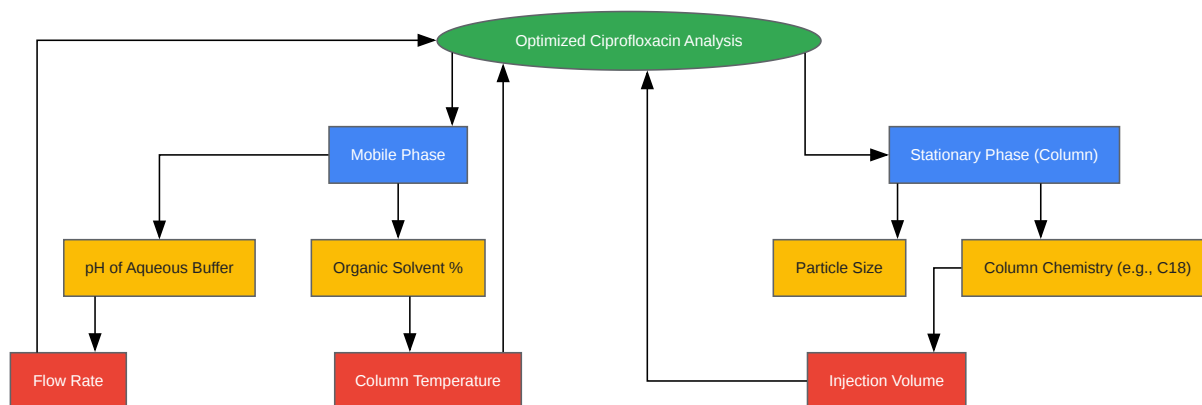 Optimized Ciprofloxacin Analysis
Mobile Phase
Stationary Phase (Column)
pH of Aqueous Buffer
Organic Solvent %
Particle Size
Column Chemistry (e.g., C18)
Flow Rate
Column Temperature
Injection Volume